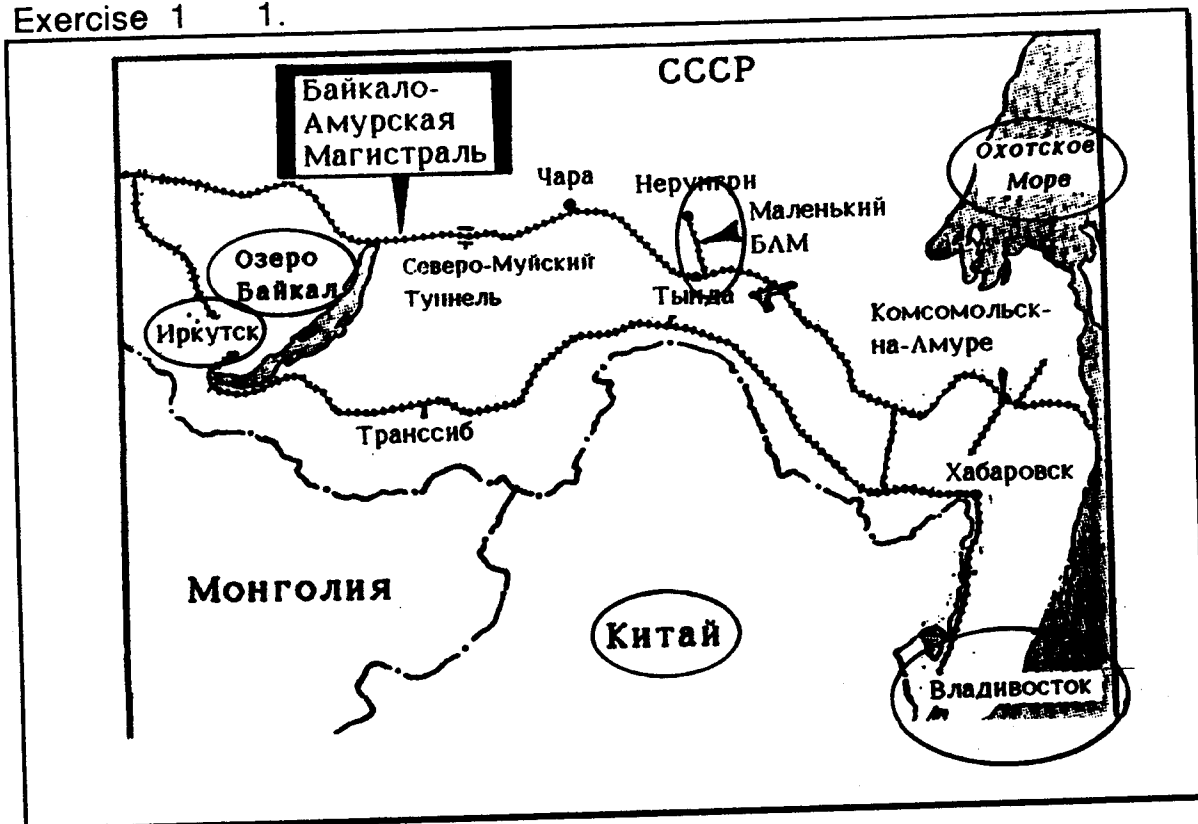 Exercise 1 1.
СССР
Байкало-
Амурская
Магистраль
Охотское
Море
Чара
Нерунгри
Маленький
БАМ
Озеро
Байкал
Северо-Муйский
Туннель
Тында
Иркутск
Комсомольск-
на-Амуре
Транссиб
Хабаровск
Монголия
Китай
Владивосток